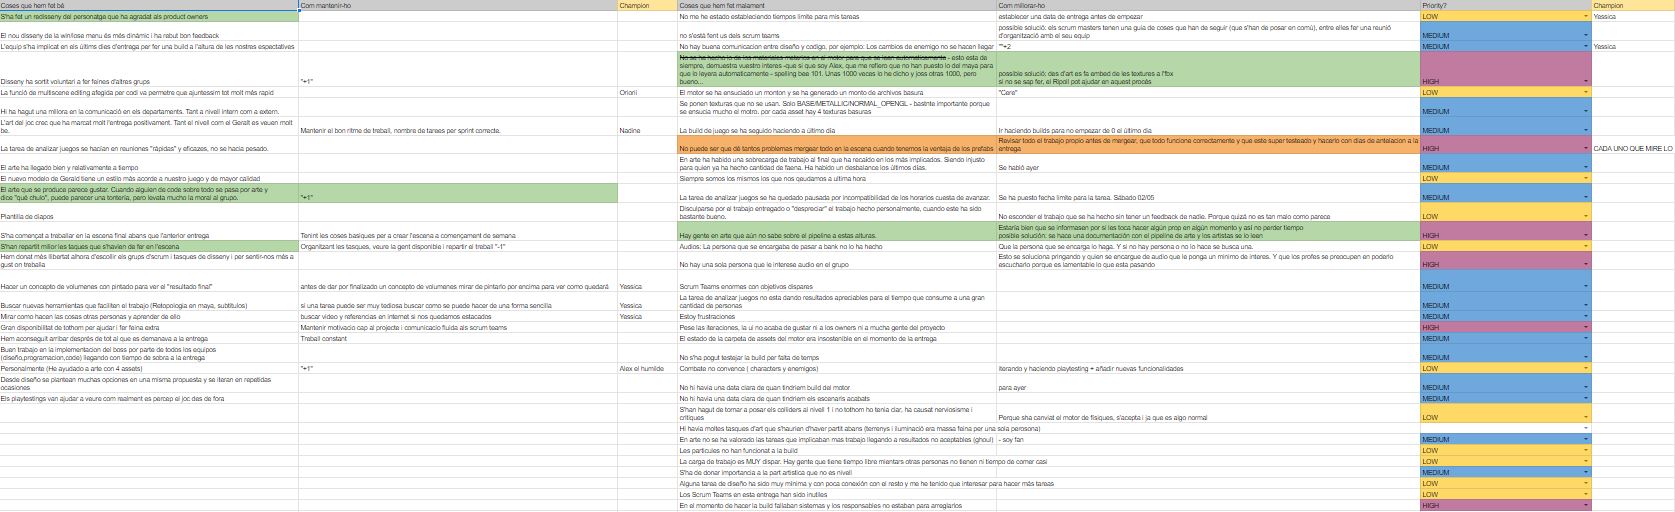 Coses que hem fet bé
Com mantenir-ho
Champion
Coses que hem fet malament
Com millorar-ho
Priority?
Champion
S'ha fet un redisseny del personatge que ha agradat als product owners
No me he estado estableciendo tiempos limite para mis tareas
establecer una data de entrega antes de empezar
LOW
Yessica
El nou disseny de la win/lose menu és més dinàmic i ha rebut bon feedback
no s'està fent us dels scrum teams
possible solució: els scrum masters tenen una guia de coses que han de seguir (que s'han de posar en comú), entre elles fer una reunió
d'organització amb el seu equip
MEDIUM
L'equip s'ha implicat en els últims dies d'entrega per fer una build a l'altura de les nostres espectatives
No hay buena comunicacion entre diseño y codigo, por ejemplo: Los cambios de enemigo no se hacen llegar
""+2
MEDIUM
Yessica
Disseny ha sortit voluntari a fer feines d'altres grups
"+1"
No se ha hecho lo de los materiales meterlos en el motor para que se lean automaticamente - esto esta de
siempre, demuestra vuestro interes -que si que soy Alex, que me refiero que no han puesto lo del maya para
que lo leyera automaticamente - spelling bee 101. Unas 1000 veces lo he dicho y joss otras 1000, pero
bueno...
possible solució: des d'art es fa embed de les textures a l'fbx
si no se sap fer, el Ripoll pot ajudar en aquest procés
HIGH
La funció de multiscene editing afegida per codi va permetre que ajuntessim tot molt més rapid
Orioni
El motor se ha ensuciado un monton y se ha generado un monto de archivos basura
"Cere"
LOW
Hi ha hagut una millora en la comunicació en els departaments. Tant a nivell intern com a extern.
Se ponen texturas que no se usan. Solo BASE/METALLIC/NORMAL_OPENGL - bastnte importante porque
se ensucia mucho el motro. por cada asset hay 4 texturas basuras
MEDIUM
L'art del joc crec que ha marcat molt l'entrega positivament. Tant el nivell com el Geralt es veuen molt
be.
Mantenir el bon ritme de treball, nombre de tarees per sprint correcte.
Nadine
La build de juego se ha seguido haciendo a último dia
Ir haciendo builds para no empezar de 0 el último dia
MEDIUM
La tarea de analizar juegos se hacían en reuniones "rápidas" y eficazes, no se hacía pesado.
No puede ser que dé tantos problemas mergear todo en la escena cuando tenemos la ventaja de los prefabs
Revisar todo el trabajo propio antes de mergear, que todo funcione correctamente y que este super testeado y hacerlo con dias de antelacion a la
entrega
HIGH
CADA UNO QUE MIRE LO
El arte ha llegado bien y relativamente a tiempo
En arte ha habido una sobrecarga de trabajo al final que ha recaido en los más implicados. Siendo injusto
para quien ya ha hecho cantidad de faena. Ha habido un desbalance los últimos días.
Se habló ayer
MEDIUM
El nuevo modelo de Gerald tiene un estilo más acorde a nuestro juego y de mayor calidad
Siempre somos los mismos los que nos qeudamos a ultima hora
LOW
El arte que se produce parece gustar. Cuando alguien de code sobre todo se pasa por arte y
dice "qué chulo", puede parecer una tontería, pero levata mucho la moral al grupo.
"+1"
La tarea de analizar juegos se ha quedado pausada por incompatibilidad de los horarios cuesta de avanzar.
Se ha puesto fecha limite para la tarea. Sábado 02/05
MEDIUM
Plantilla de diapos
Disculparse por el trabajo entregado o "despreciar" el trabajo hecho personalmente, cuando este ha sido
bastante bueno.
No esconder el trabajo que se ha hecho sin tener un feedback de nadie. Porque quizá no es tan malo como parece
LOW
S'ha començat a treballar en la escena final abans que l'anterior entrega
Tenint les coses basiques per a crear l'escena a començament de semana
Hay gente en arte que aún no sabe sobre el pipeline a estas alturas.
Estaria bien que se informasen por si les toca hacer algún prop en algún momento y así no perder tiempo
posible solución: se hace una documentación con el pipeline de arte y los artistas se lo leen
HIGH
S'han repartit millor les taques que s'havien de fer en l'escena
Organitzant les tasques, veure la gent disponible i repartir el treball "-1"
Audios: La persona que se encargaba de pasar a bank no lo ha hecho
Que la persona que se encarga lo haga. Y si no hay persona o no lo hace se busca una.
LOW
Hem donat més llibertat alhora d'escollir els grups d'scrum i tasques de disseny i per sentir-nos més a
gust on treballa
No hay una sola persona que le interese audio en el grupo
Esto se soluciona pringando y quien se encargue de audio que le ponga un minimo de interes. Y que los profes se preocupen en poderlo
escucharlo porque es lamentable lo que esta pasando
HIGH
Hacer un concepto de volumenes con pintado para ver el "resultado final"
antes de dar por finalizado un concepto de volumenes mirar de pintarlo por encima para ver como quedará
Yessica
Scrum Teams enormes con objetivos dispares
MEDIUM
Buscar nuevas herramientas que faciliten el trabajo (Retopologia en maya, subtitulos)
si una tarea puede ser muy tediosa buscar como se puede hacer de una forma sencilla
Yessica
La tarea de analizar juegos no esta dando resultados apreciables para el tiempo que consume a una gran
cantidad de personas
MEDIUM
Mirar como hacen las cosas otras personas y aprender de ello
buscar video y referencias en internet si nos quedamos estacados
Yessica
Estoy frustraciones
MEDIUM
Gran disponibilitat de tothom per ajudar i fer feina extra
Mantenir motivacio cap al projecte i comunicacio fluida als scrum teams
Pese las iteraciones, la ui no acaba de gustar ni a los owners ni a mucha gente del proyecto
HIGH
Hem aconseguit arribar després de tot al que es demanava a la entrega
Treball constant
El estado de la carpeta de assets del motor era insostenible en el momento de la entrega
MEDIUM
Buen trabajo en la implementacion del boss por parte de todos los equipos
(diseño,programacion,code) llegando con tiempo de sobra a la entrega
No s'ha pogut testejar la build per falta de temps
MEDIUM
Personalmente (He ayudado a arte con 4 assets)
"+1"
Alex el humilde
Combate no convence ( characters y enemigos)
Iterando y haciendo playtesting + añadir nuevas funcionalidades
LOW
Desde diseño se plantean muchas opciones en una misma propuesta y se iteran en repetidas
ocasiones
No hi havia una data clara de quan tindriem build del motor.
para ayer
MEDIUM
Els playtestings van ajudar a veure com realment es percep el joc des de fora
No hi havia una data clara de quan tindriem els escenaris acabats
MEDIUM
S'han hagut de tornar a posar els colliders al nivell 1 i no tothom ho tenia clar, ha causat nerviosisme i
critiques
Perque sha canviat el motor de fisiques, s'acepta i ja que es algo normal
LOW
Hi havia moltes tasques d'art que s'haurien d'haver partit abans (terrenys i iluminació era massa feina per una sola perosona)
En arte no se ha valorado las tareas que implicaban mas trabajo llegando a resultados no aceptables (ghoul)
- soy fan
MEDIUM
Les particules no han funcionat a la build
LOW
La carga de trabajo es MUY dispar. Hay gente que tiene tiempo libre mientars otras personas no tienen ni tiempo de comer casi
LOW
S'ha de donar importancia a la part artistica que no es nivell
MEDIUM
Alguna tarea de diseño ha sido muy minima y con poca conexión con el resto y me he tenido que interesar para hacer más tareas
LOW
Los Scrum Teams en esta entrega han sido inutiles
LOW
En el momento de hacer la build fallaban sistemas y los responsables no estaban para arreglarlos
HIGH